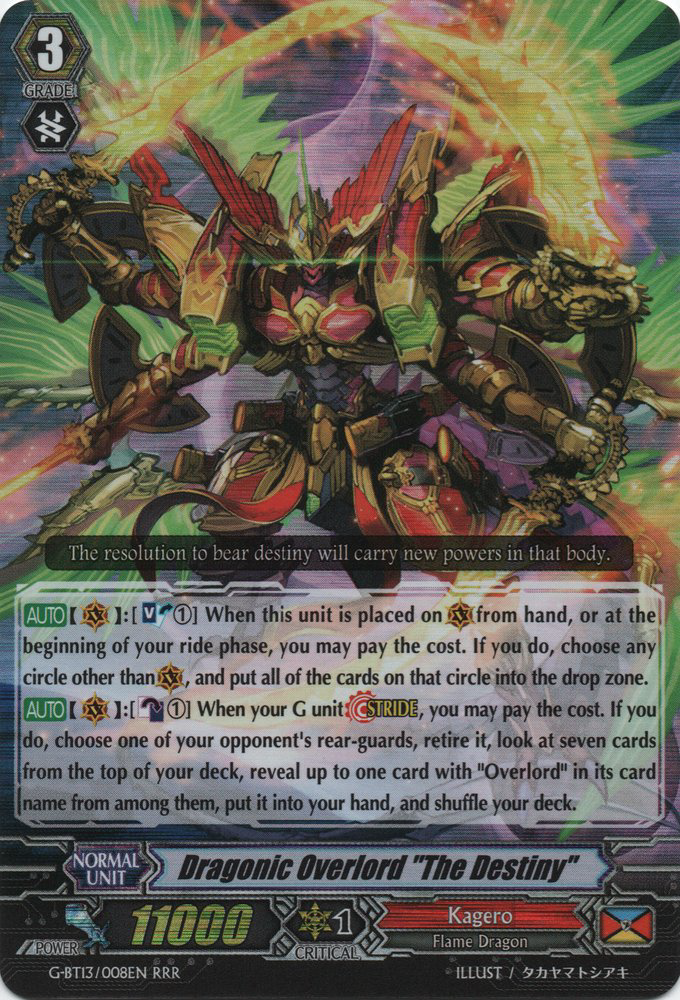 3
GRADE
The resolution to bear destiny will carry new powers in that body.
AUTO【 】:[ ①] When this unit is placed on from hand, or at the
beginning of your ride phase, you may pay the cost. If you do, choose any
circle other than , and put all of the cards on that circle into the drop zone.
AUTO【 】:[ ①] When your G unit STRIDE, you may pay the cost. If you
do, choose one of your opponent's rear-guards, retire it, look at seven cards
from the top of your deck, reveal up to one card with "Overlord" in its card
name from among them, put it into your hand, and shuffle your deck.
NORMAL
UNIT
Dragonic Overlord "The Destiny"
POWER
11000
1
CRITICAL
Kagero
Flame Dragon
G-BT13/008EN RRR
ILLUST / タカヤマトシアキ